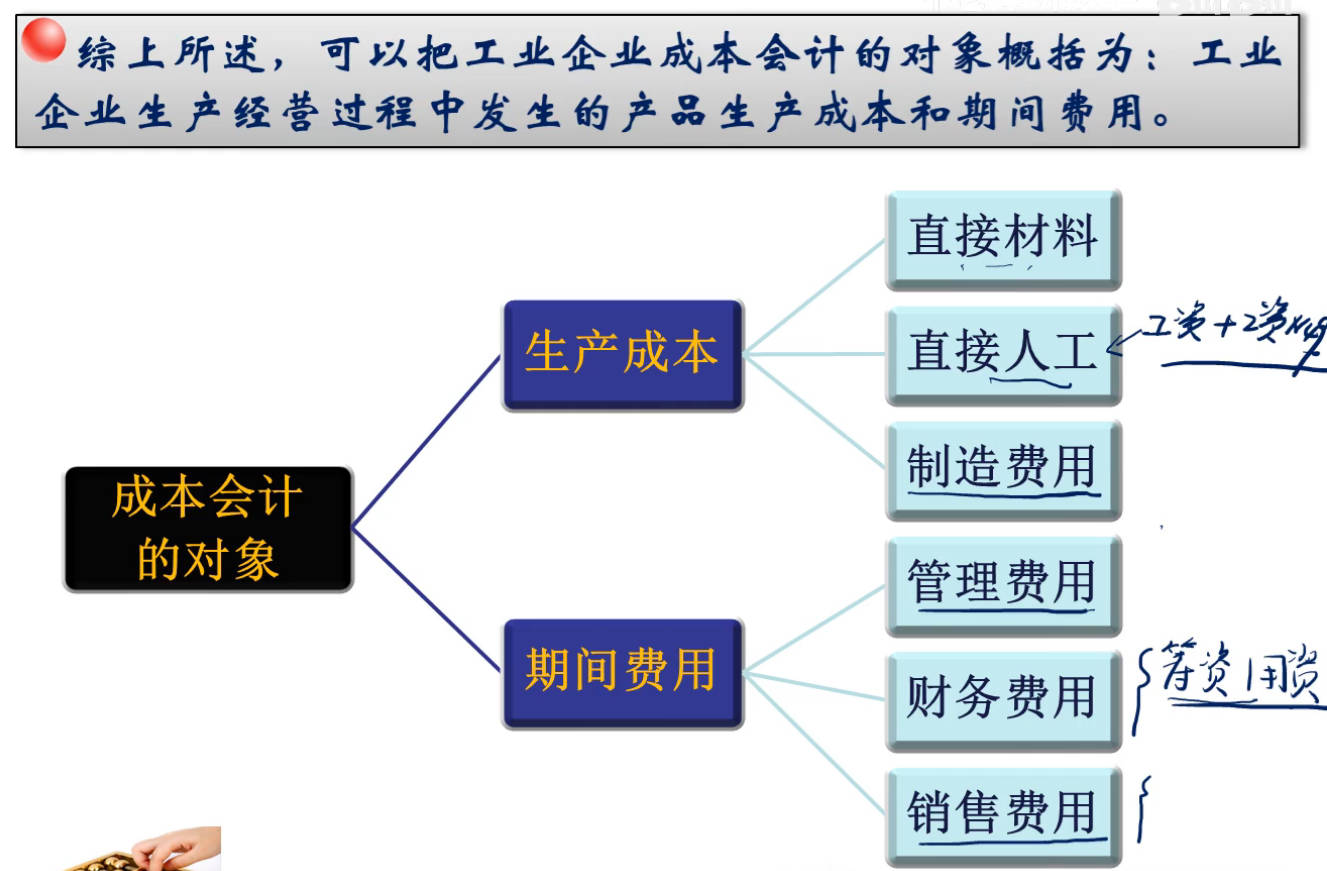 综上所述，可以把工业企业成本会计的对象概括为：工业
企业生产经营过程中发生的产品生产成本和期间费用。
直接材料
生产成本
直接人工
工资+工资×
制造费用
成本会计
的对象
管理费用
期间费用
财务费用
筹资 用资
销售费用